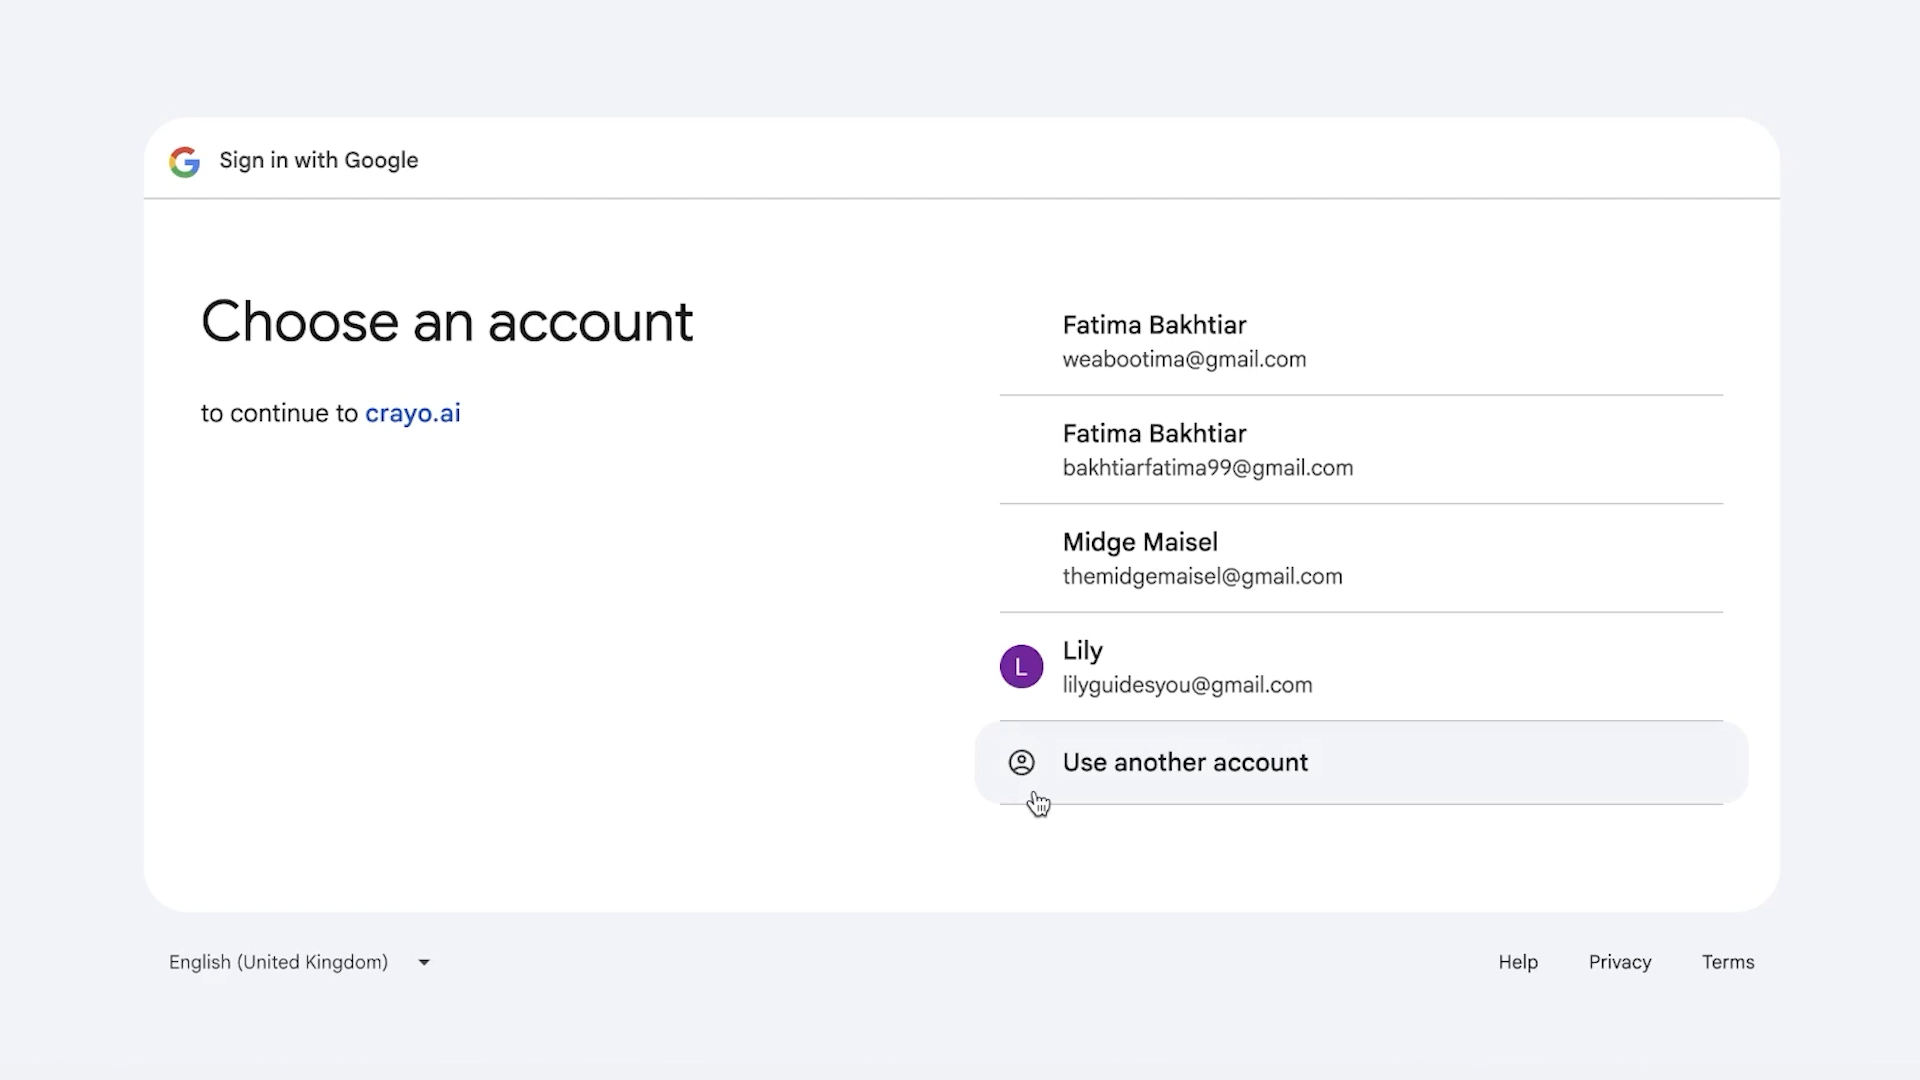 Sign in with Google
Choose an account
to continue to crayo.ai
Fatima Bakhtiar
weabootima@gmail.com
Fatima Bakhtiar
bakhtiarfatima99@gmail.com
Midge Maisel
themidgemaisel@gmail.com
L
Lily
lilyguidesyou@gmail.com
Use another account
English (United Kingdom)
Help
Privacy
Terms